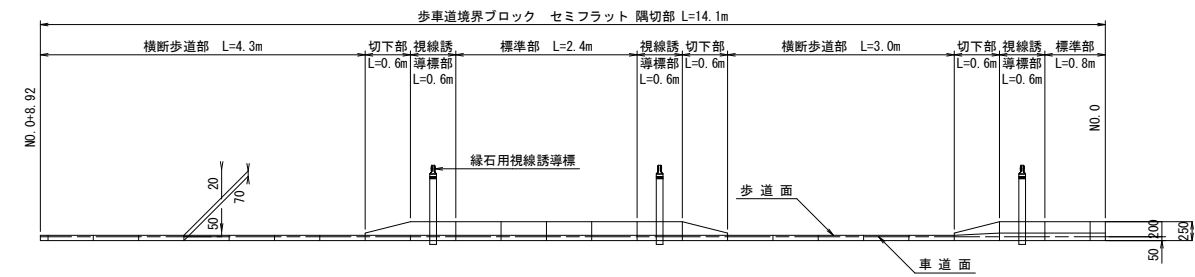 歩車道境界ブロック　セミフラット 隅切部 L=14.1m
横断歩道部　L=4.3m
切下部
L=0.6m
視線誘
導標部
L=0.6m
標準部　L=2.4m
視線誘
導標部
L=0.6m
切下部
L=0.6m
横断歩道部　L=3.0m
切下部
L=0.6m
視線誘
導標部
L=0.6m
標準部
L=0.8m
NO.0+8.92
NO.0
縁石用視線誘導標
20
70
50
歩 道 面
車 道 面
50
200
250